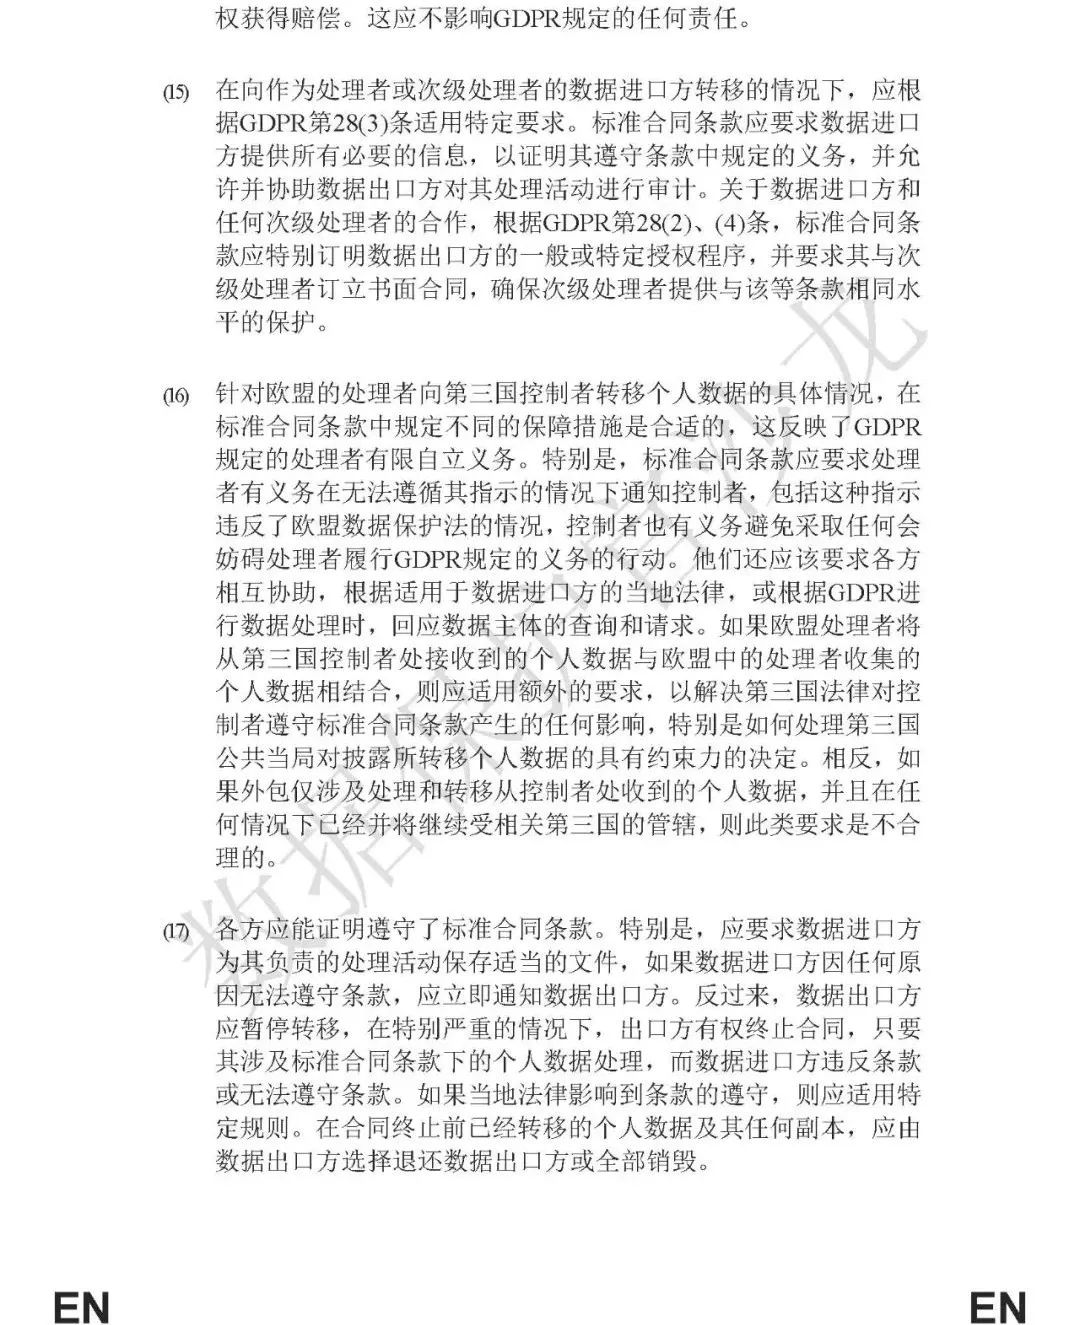 权获得赔偿。这应不影响GDPR规定的任何责任。
(15) 在向作为处理者或次级处理者的数据进口方转移的情况下，应根
据GDPR第28(3)条适用特定要求。标准合同条款应要求数据进口
方提供所有必要的信息，以证明其遵守条款中规定的义务，并允
许并协助数据出口方对其处理活动进行审计。关于数据进口方和
任何次级处理者的合作，根据GDPR第28(2)、(4)条，标准合同条
款应特别订明数据出口方的一般或特定授权程序，并要求其与次
级处理者订立书面合同，确保次级处理者提供与该等条款相同水
平的保护。
(16) 针对欧盟的处理者向第三国控制者转移个人数据的具体情况，在
标准合同条款中规定不同的保障措施是合适的，这反映了GDPR
规定的处理者有限自立义务。特别是，标准合同条款应要求处理
者有义务在无法遵循其指示的情况下通知控制者，包括这种指示
违反了欧盟数据保护法的情况，控制者也有义务避免采取任何会
妨碍处理者履行GDPR规定的义务的行动。他们还应该要求各方
相互协助，根据适用于数据进口方的当地法律，或根据GDPR进
行数据处理时，回应数据主体的查询和请求。如果欧盟处理者将
从第三国控制者处接收到的个人数据与欧盟中的处理者收集的
个人数据相结合，则应适用额外的要求，以解决第三国法律对控
制者遵守标准合同条款产生的任何影响，特别是如何处理第三国
公共当局对披露所转移个人数据的具有约束力的决定。相反，如
果外包仅涉及处理和转移从控制者处收到的个人数据，并且在任
何情况下已经并将继续受相关第三国的管辖，则此类要求是不合
理的。
(17) 各方应能证明遵守了标准合同条款。特别是，应要求数据进口方
为其负责的处理活动保存适当的文件，如果数据进口方因任何原
因无法遵守条款，应立即通知数据出口方。反过来，数据出口方
应暂停转移，在特别严重的情况下，出口方有权终止合同，只要
其涉及标准合同条款下的个人数据处理，而数据进口方违反条款
或无法遵守条款。如果当地法律影响到条款的遵守，则应适用特
定规则。在合同终止前已经转移的个人数据及其任何副本，应由
数据出口方选择退还数据出口方或全部销毁。
数据保护官沙龙
EN EN